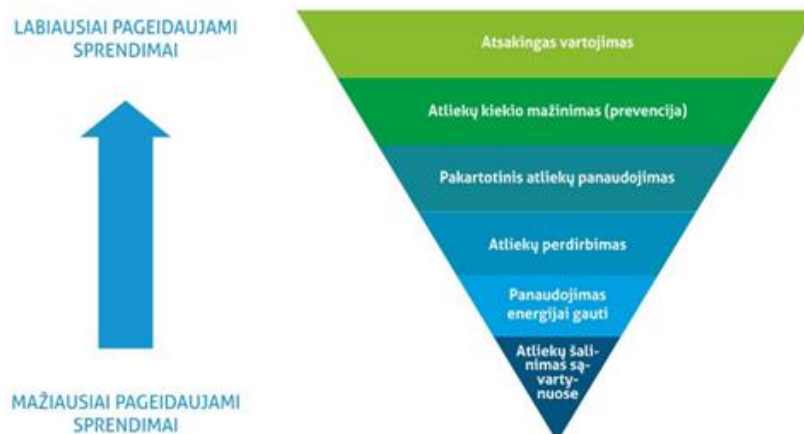 LABIAUSIAI PAGEIDAUJAMI
SPRENDIMAI
Atsakingas vartojimas
Atliekų kiekio mažinimas (prevencija)
Pakartotinis atliekų panaudojimas
Atliekų perdirbimas
Panaudojimas
energijai gauti
Atliekų šali-
nimas są-
varty-
nuose
MAŽIAUSIAI PAGEIDAUJAMI
SPRENDIMAI